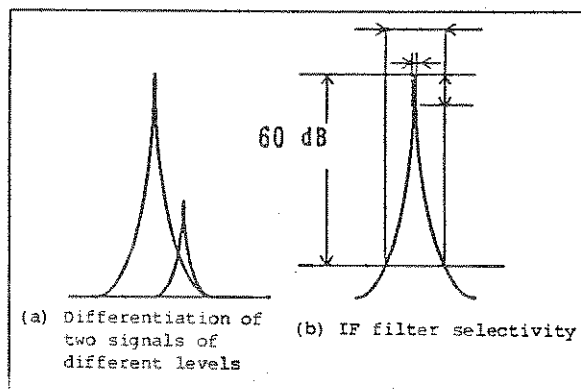 60 dB
(a) Differentiation of
two signals of
different levels
(b) IF filter selectivity